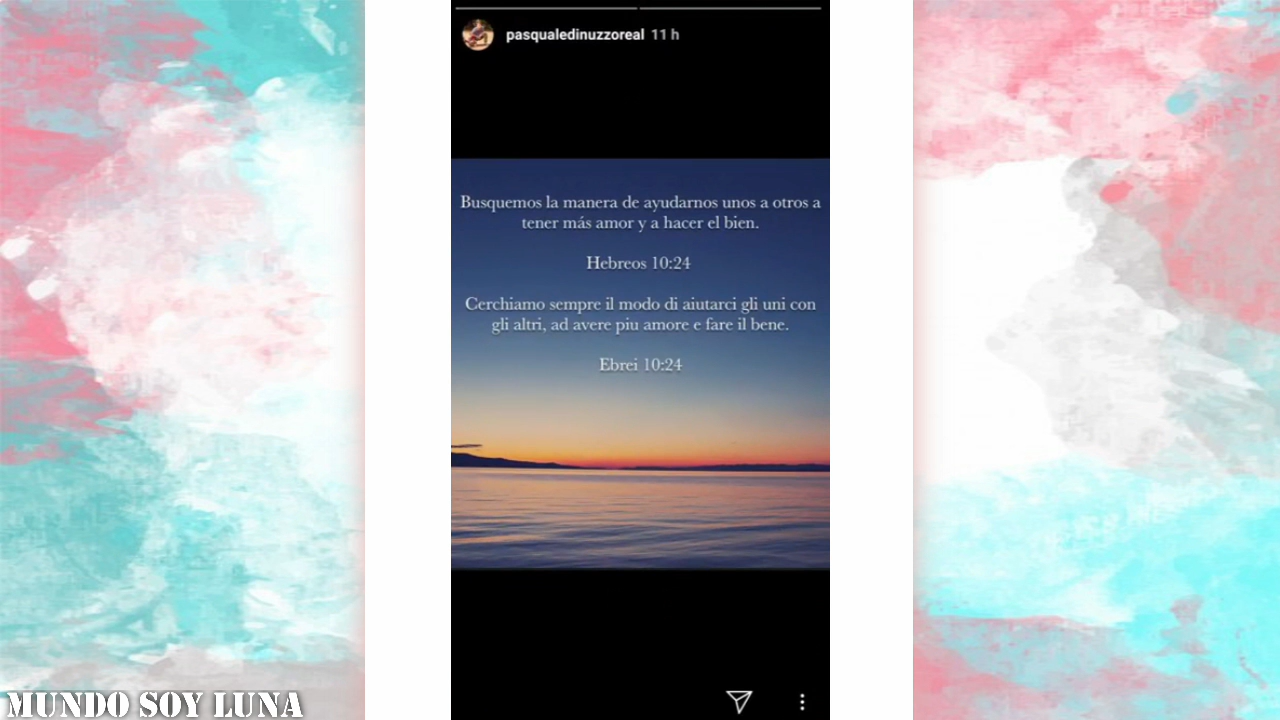 pasqualedinuzzoreal 11 h
Busquemos la manera de ayudarnos unos a otros a
tener más amor y a hacer el bien.
Hebreos 10:24
Cerchiamo sempre il modo di aiutarci gli uni con
gli altri, ad avere piu amore e fare il bene.
Ebrei 10:24
MUNDO SOY LUNA